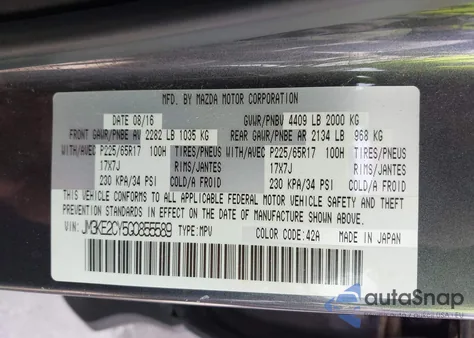 MFD. BY MAZDA MOTOR CORPORATION
DATE 08/16 GVWR/PNBV 4409 LB 2000 KG
FRONT GAWR/PNBE AV 2282 LB 1035 KG REAR GAWR/PNBE AR 2134 LB 968 KG
WITH/AVEC P225/65R17 100H TIRES/PNEUS WITH/AVEC P225/65R17 100H TIRES/PNEUS
17X7J RIMS/JANTES 17X7J RIMS/JANTES
230 KPA/34 PSI COLD/A FROID 230 KPA/34 PSI COLD/A FROID
THIS VEHICLE CONFORMS TO ALL APPLICABLE FEDERAL MOTOR VEHICLE SAFETY AND THEFT
PREVENTION STANDARDS IN EFFECT ON THE DATE OF MANUFACTURE SHOWN ABOVE.
VIN: JM3KE2CY5G0855589 TYPE:MPV COLOR CODE:42A MADE IN JAPAN
autoSnap